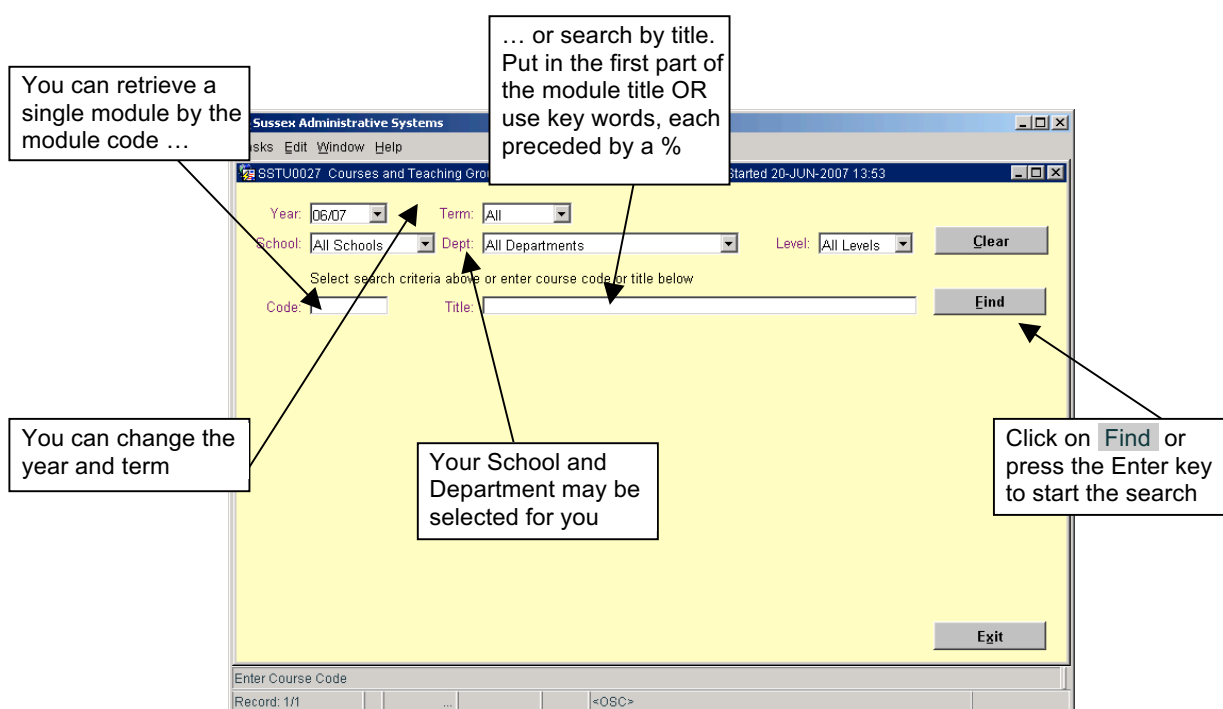 … or search by title.
Put in the first part of
the module title OR
use key words, each
preceded by a %
You can retrieve a
single module by the
module code …
Sussex Administrative Systems
Edit Window Help
SSTU0027 Courses and Teaching Started 20-JUN-2007 13:53
Year: 06/07 Term: All
School: All Schools Dept: All Departments Level: All Levels Clear
Select search criteria above or enter course code or title below
Code: Title: Find
You can change the
year and term
Your School and
Department may be
selected for you
Click on Find or
press the Enter key
to start the search
Exit
Enter Course Code
Record: 1/1 ... <OSC>